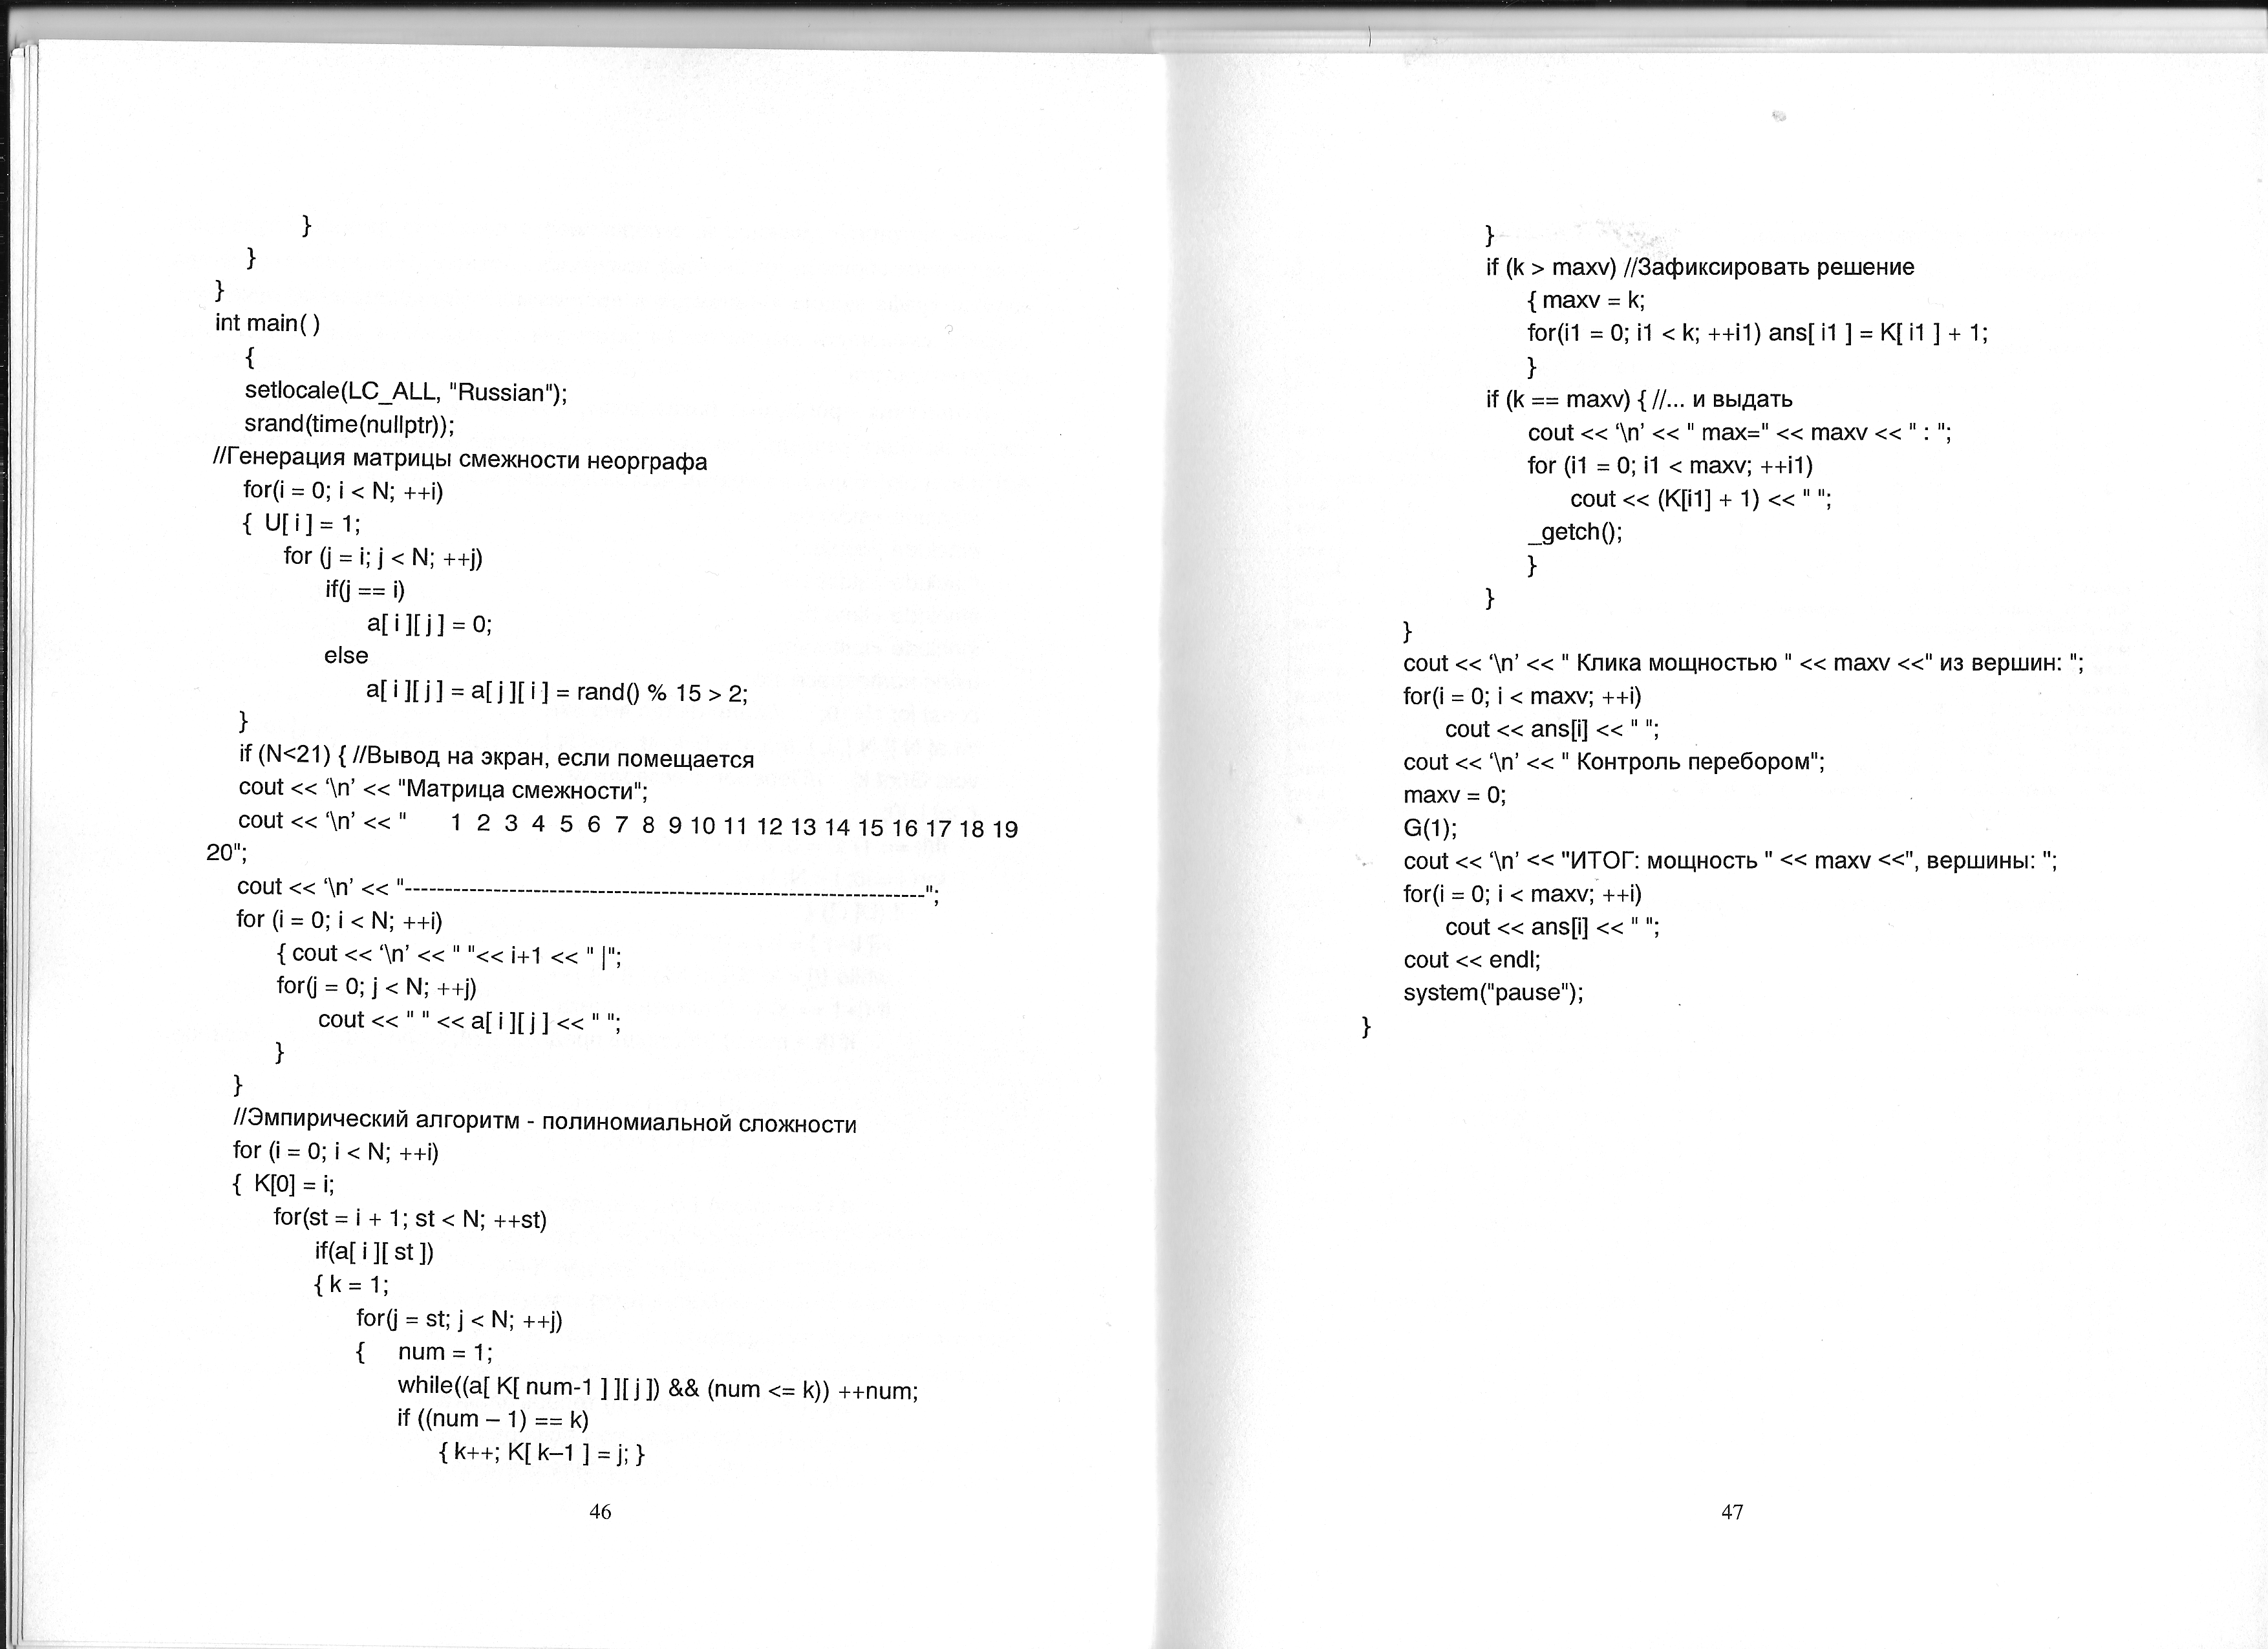 }
}
}
int main( )
{
setlocale(LC_ALL, "Russian");
srand(time(nullptr));
//Генерация матрицы смежности неорграфа
for(i = 0; i < N; ++i)
{ U[ i ] = 1;
for (j = i; j < N; ++j)
if(j == i)
a[ i ][ j ] = 0;
else
a[ i ][ j ] = a[ j ][ i ] = rand() % 15 > 2;
}
if (N<21) { //Вывод на экран, если помещается
cout << ‘\n’ << "Матрица смежности";
cout << ‘\n’ << " 1 2 3 4 5 6 7 8 9 10 11 12 13 14 15 16 17 18 19
20";
cout << ‘\n’ << "-----------------------------------------------------------------";
for (i = 0; i < N; ++i)
{ cout << ‘\n’ << " "<< i+1 << " |";
for(j = 0; j < N; ++j)
cout << " " << a[ i ][ j ] << " ";
}
}
//Эмпирический алгоритм - полиномиальной сложности
for (i = 0; i < N; ++i)
{ K[0] = i;
for(st = i + 1; st < N; ++st)
if(a[ i ][ st ])
{ k = 1;
for(j = st; j < N; ++j)
{ num = 1;
while((a[ K[ num-1 ] ][ j ]) && (num <= k)) ++num;
if ((num – 1) == k)
{ k++; K[ k–1 ] = j; }
46
}
if (k > maxv) //Зафиксировать решение
{ maxv = k;
for(i1 = 0; i1 < k; ++i1) ans[ i1 ] = K[ i1 ] + 1;
}
if (k == maxv) { //... и выдать
cout << ‘\n’ << " max=" << maxv << " : ";
for (i1 = 0; i1 < maxv; ++i1)
cout << (K[i1] + 1) << " ";
_getch();
}
}
}
cout << ‘\n’ << " Клика мощностью " << maxv <<" из вершин: ";
for(i = 0; i < maxv; ++i)
cout << ans[i] << " ";
cout << ‘\n’ << " Контроль перебором";
maxv = 0;
G(1);
cout << ‘\n’ << "ИТОГ: мощность " << maxv <<", вершины: ";
for(i = 0; i < maxv; ++i)
cout << ans[i] << " ";
cout << endl;
system("pause");
}
47